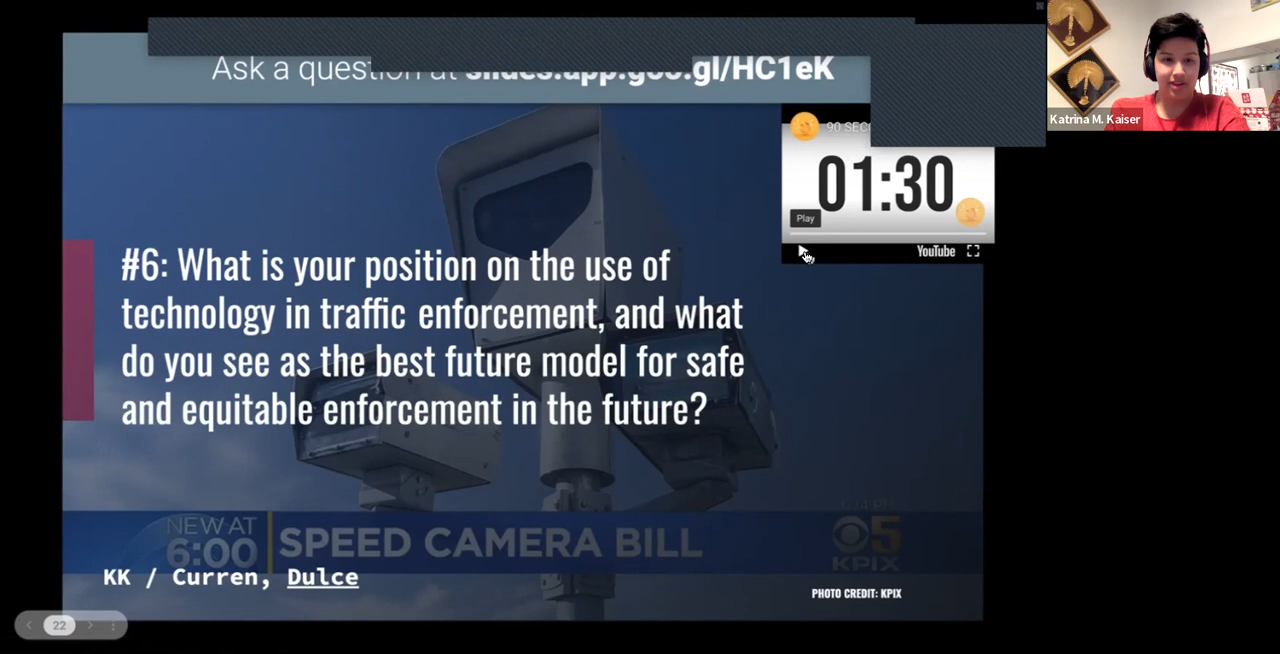 Ask a question at slides.app.goo.gl/HC1eK
Katrina M. Kaiser
01:30
Play
YouTube
#6: What is your position on the use of
technology in traffic enforcement, and what
do you see as the best future model for safe
and equitable enforcement in the future?
NEW AT
6:00
SPEED CAMERA BILL
5
KPIX
KK / Curren, Dulce
PHOTO CREDIT: KPIX
22